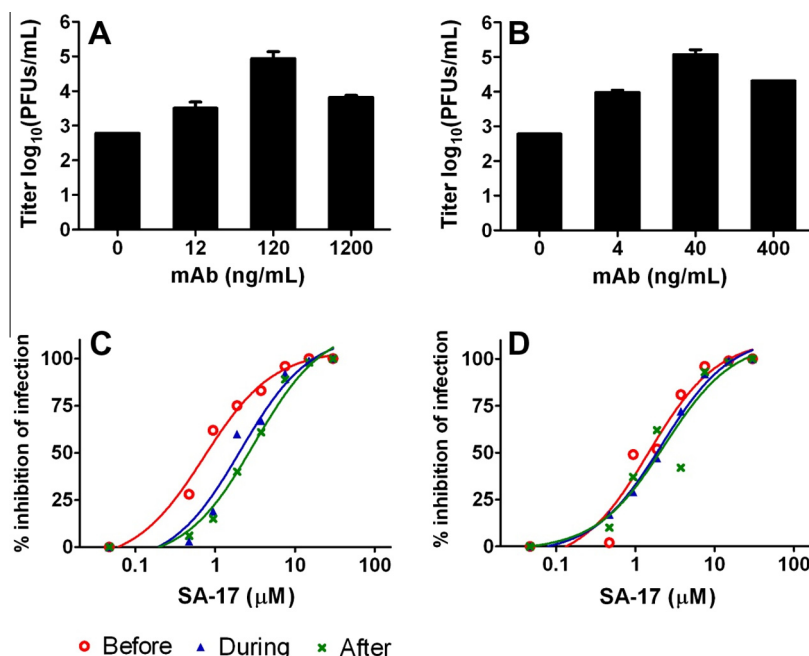 A
Titer log10(PFUs/mL)
6
5
4
3
2
1
0
0 12 120 1200
mAb (ng/mL)
B
Titer log10(PFUs/mL)
6
5
4
3
2
1
0
0 4 40 400
mAb (ng/mL)
C
% inhibition of infection
100
75
50
25
0
0.1 1 10 100
SA-17 (μM)
D
% inhibition of infection
100
75
50
25
0
0.1 1 10 100
SA-17 (μM)
Before During After